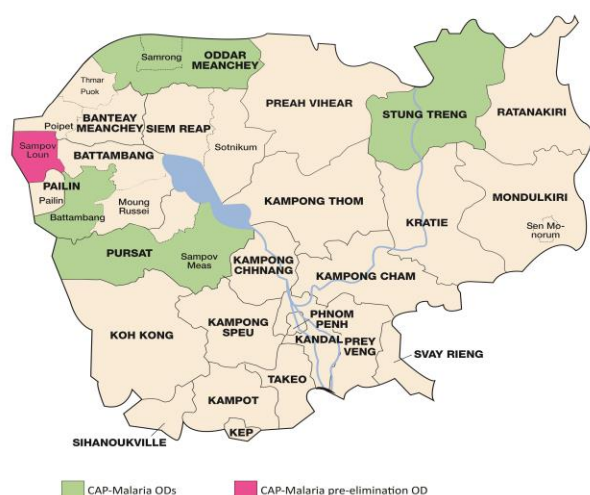 ODDAR
MEANCHEY
Samrong
Thmar
Puok
PREAH VIHEAR
STUNG TRENG
RATANAKIRI
BANTEAY
MEANCHEY
SIEM REAP
Poipet
Sotnikum
Sampov
Loun
BATTAMBANG
PAILIN
Pailin
Moung
Russei
Battambang
KAMPONG THOM
KRATIE
MONDULKIRI
Sen Mo-
norum
PURSAT
Sampov
Meas
KAMPONG
CHHNANG
KAMPONG CHAM
KOH KONG
KAMPONG
SPEU
PHNOM
PENH
KANDAL
PREY
VENG
SVAY RIENG
TAKEO
KAMPOT
KEP
SIHANOUKVILLE
CAP-Malaria ODs
CAP-Malaria pre-elimination OD